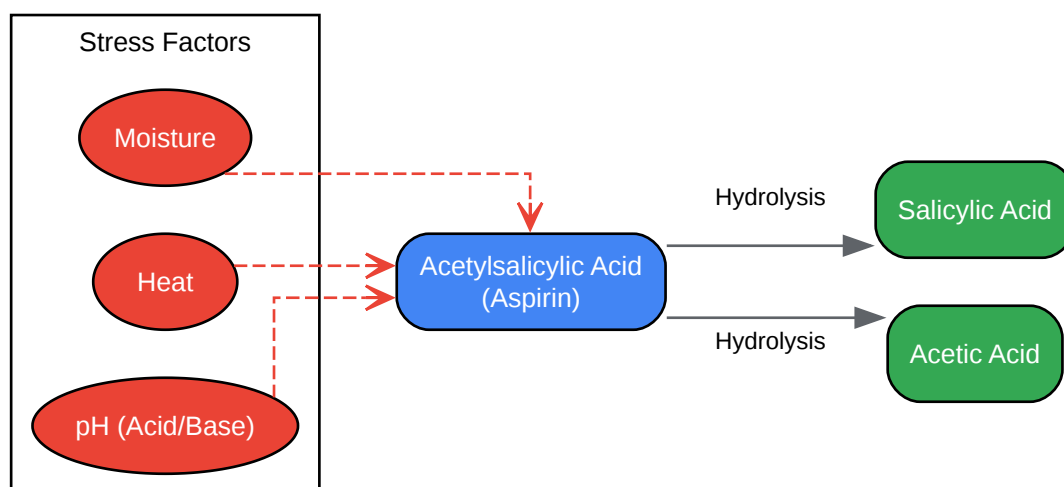 Stress Factors
Moisture
Heat
pH (Acid/Base)
Acetylsalicylic Acid
(Aspirin)
Hydrolysis
Hydrolysis
Salicylic Acid
Acetic Acid